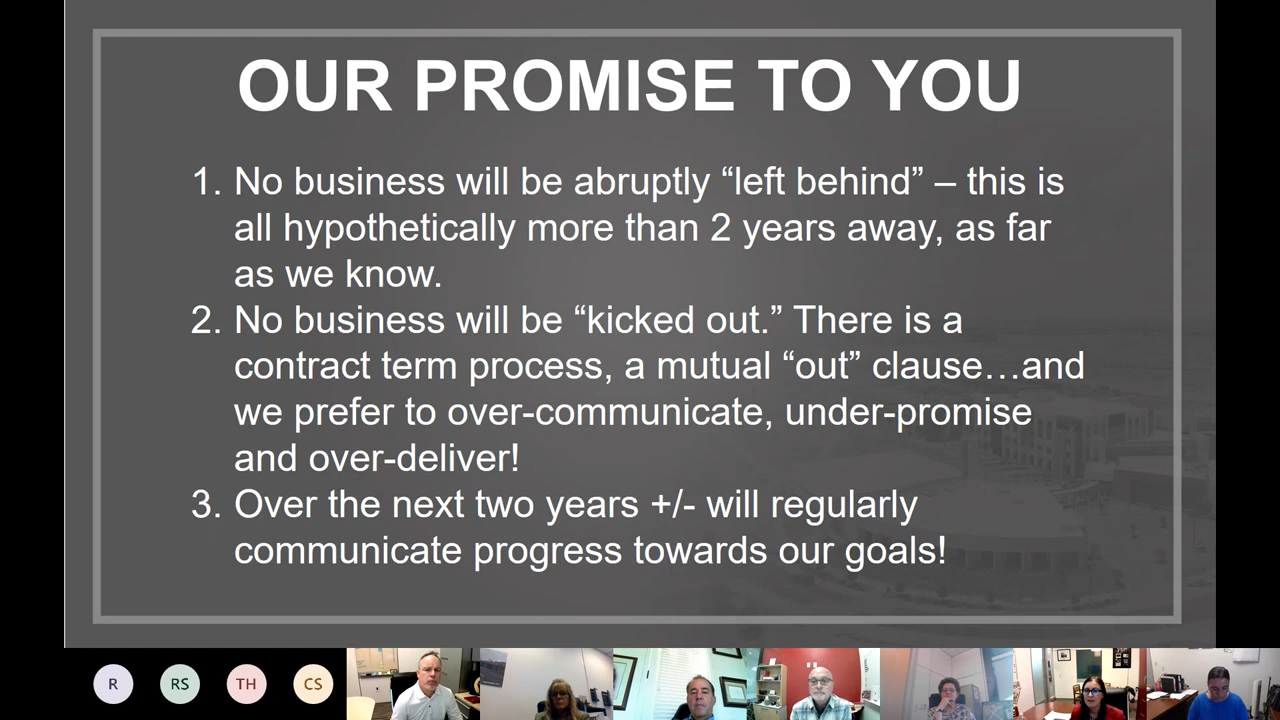 OUR PROMISE TO YOU
1. No business will be abruptly “left behind” – this is
all hypothetically more than 2 years away, as far
as we know.
2. No business will be “kicked out.” There is a
contract term process, a mutual “out” clause…and
we prefer to over-communicate, under-promise
and over-deliver!
3. Over the next two years +/- will regularly
communicate progress towards our goals!
R RS TH CS